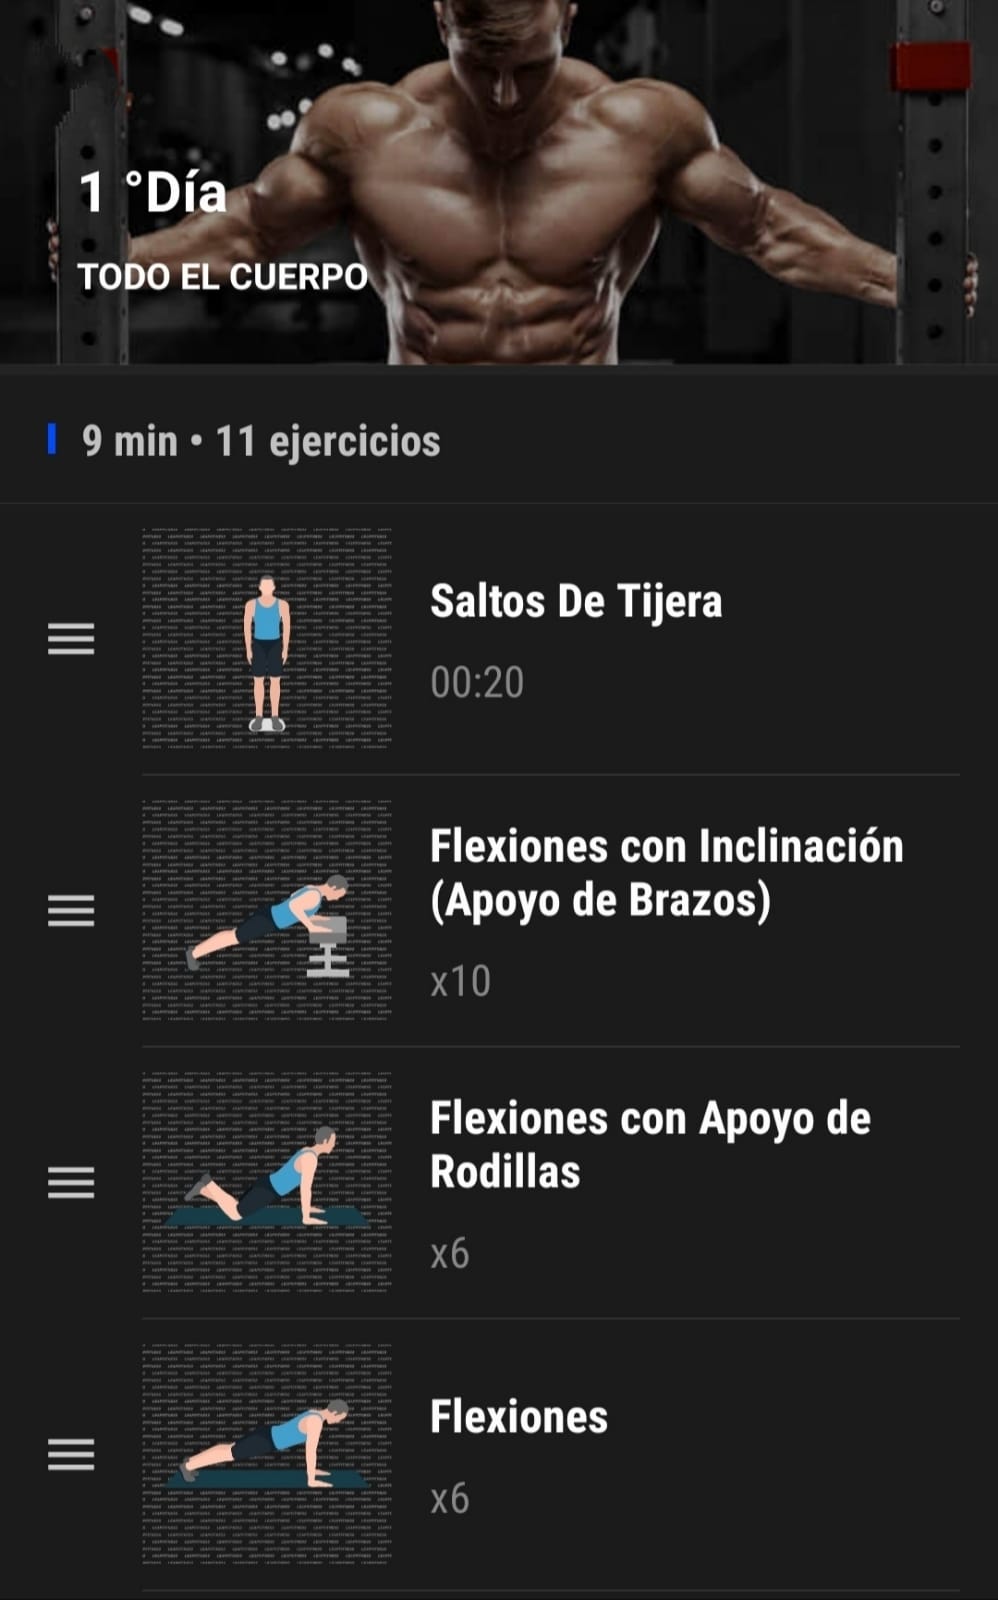 1 °Día
TODO EL CUERPO
9 min • 11 ejercicios
Saltos De Tijera
00:20
Flexiones con Inclinación
(Apoyo de Brazos)
x10
Flexiones con Apoyo de
Rodillas
x6
Flexiones
x6